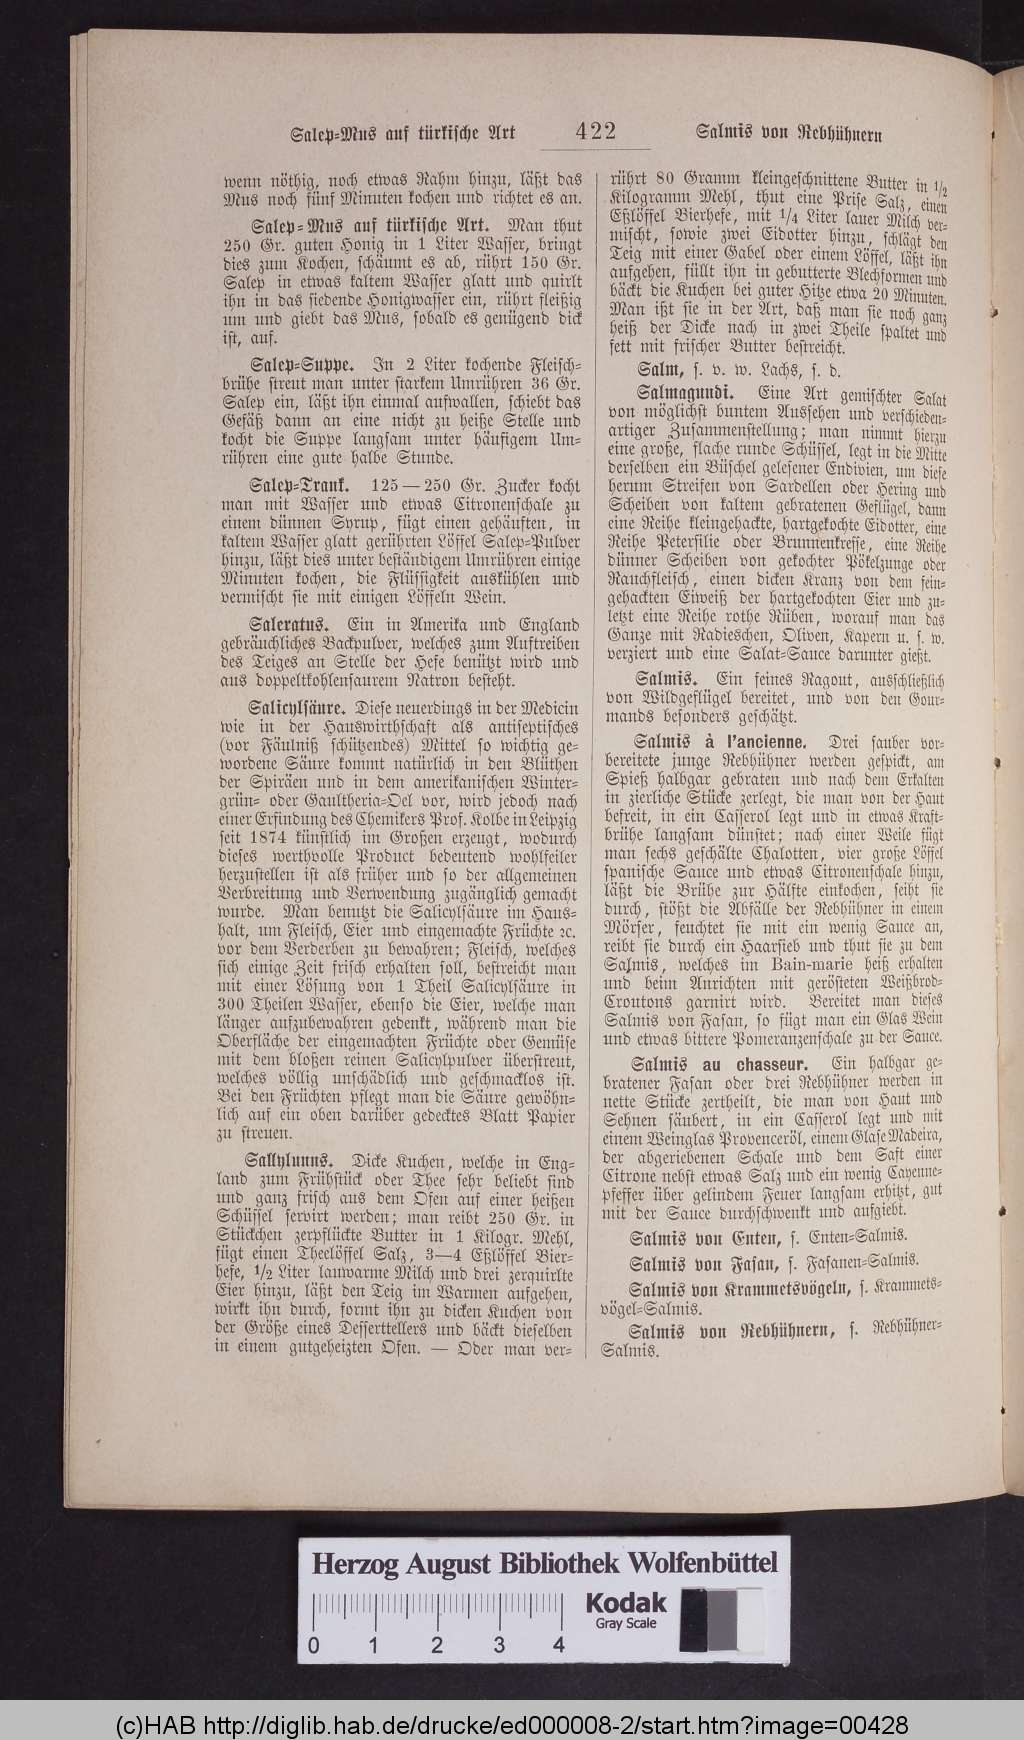 Salep-Mus auf türkische Art 422 Salmis von Rebhühnern
wenn nöthig, noch etwas Rahm hinzu, läßt das
Mus noch fünf Minuten kochen und richtet es an.
Salep-Mus auf türkische Art. Man thut
250 Gr. guten Honig in 1 Liter Wasser, bringt
dies zum Kochen, schäumt es ab, rührt 150 Gr.
Salep in etwas kaltem Wasser glatt und quirlt
ihn in das siedende Honigwasser ein, rührt fleißig
um und giebt das Mus, sobald es genügend dick
ist, auf.
Salep-Suppe. In 2 Liter kochende Fleisch-
brühe streut man unter starkem Umrühren 36 Gr.
Salep ein, läßt ihn einmal aufwallen, schiebt das
Gefäß dann an eine nicht zu heiße Stelle und
kocht die Suppe langsam unter häufigem Um-
rühren eine gute halbe Stunde.
Salep-Trank. 125—250 Gr. Zucker kocht
man mit Wasser und etwas Citronenschale zu
einem dünnen Syrup, fügt einen gehäuften, in
kaltem Wasser glatt gerührten Löffel Salep-Pulver
hinzu, läßt dies unter beständigem Umrühren einige
Minuten kochen, die Flüssigkeit auskühlen und
vermischt sie mit einigen Löffeln Wein.
Saleratus. Ein in Amerika und England
gebräuchliches Backpulver, welches zum Auftreiben
des Teiges an Stelle der Hefe benützt wird und
aus doppeltkohlensaurem Natron besteht.
Salicylsäure. Diese neuerdings in der Medicin
wie in der Hauswirthschaft als antiseptisches
(vor Fäulniß schützendes) Mittel so wichtig ge-
wordene Säure kommt natürlich in den Blüthen
der Spiräen und in dem amerikanischen Winter-
grün- oder Gaultheria-Oel vor, wird jedoch nach
einer Erfindung des Chemikers Prof. Kolbe in Leipzig
seit 1874 künstlich im Großen erzeugt, wodurch
dieses werthvolle Product bedeutend wohlfeiler
herzustellen ist als früher und so der allgemeinen
Verbreitung und Verwendung zugänglich gemacht
wurde. Man benutzt die Salicylsäure im Haus-
halt, um Fleisch, Eier und eingemachte Früchte ꝛc.
vor dem Verderben zu bewahren; Fleisch, welches
sich einige Zeit frisch erhalten soll, bestreicht man
mit einer Lösung von 1 Theil Salicylsäure in
300 Theilen Wasser, ebenso die Eier, welche man
länger aufzubewahren gedenkt, während man die
Oberfläche der eingemachten Früchte oder Gemüse
mit dem bloßen reinen Salicylpulver überstreut,
welches völlig unschädlich und geschmacklos ist.
Bei den Früchten pflegt man die Säure gewöhn-
lich auf ein oben darüber gedecktes Blatt Papier
zu streuen.
Sallylunns. Dicke Kuchen, welche in Eng-
land zum Frühstück oder Thee sehr beliebt sind
und ganz frisch aus dem Ofen auf einer heißen
Schüssel servirt werden; man reibt 250 Gr. in
Stückchen zerpflückte Butter in 1 Kilogr. Mehl,
fügt einen Theelöffel Salz, 3—4 Eßlöffel Bier-
hefe, 1/2 Liter lauwarme Milch und drei zerquirlte
Eier hinzu, läßt den Teig im Warmen aufgehen,
wirkt ihn durch, formt ihn zu dicken Kuchen von
der Größe eines Desserttellers und bäckt dieselben
in einem gutgeheizten Ofen. — Oder man ver-
rührt 80 Gramm kleingeschnittene Butter in 1/2
Kilogramm Mehl, thut eine Prise Salz, einen
Eßlöffel Bierhefe, mit 1/4 Liter lauer Milch ver-
mischt, sowie zwei Eidotter hinzu, schlägt den
Teig mit einer Gabel oder einem Löffel, läßt ihn
aufgehen, füllt ihn in gebutterte Blechformen und
bäckt die Kuchen bei guter Hitze etwa 20 Minuten.
Man ißt sie in der Art, daß man sie noch ganz
heiß der Dicke nach in zwei Theile spaltet und
fett mit frischer Butter bestreicht.
Salm, s. v. w. Lachs, s. d.
Salmagundi. Eine Art gemischter Salat
von möglichst buntem Aussehen und verschieden-
artiger Zusammenstellung; man nimmt hierzu
eine große, flache runde Schüssel, legt in die Mitte
derselben ein Büschel gelesener Endivien, um diese
herum Streifen von Sardellen oder Hering und
Scheiben von kaltem gebratenen Geflügel, dann
eine Reihe kleingehackte, hartgekochte Eidotter, eine
Reihe Petersilie oder Brunnenkresse, eine Reihe
dünner Scheiben von gekochter Pökelzunge oder
Rauchfleisch, einen dicken Kranz von dem fein-
gehackten Eiweiß der hartgekochten Eier und zu-
letzt eine Reihe rothe Rüben, worauf man das
Ganze mit Radieschen, Oliven, Kapern u. s. w.
verziert und eine Salat-Sauce darunter gießt.
Salmis. Ein feines Ragout, ausschließlich
von Wildgeflügel bereitet, und von den Gour-
mands besonders geschätzt.
Salmis à l'ancienne. Drei sauber vor-
bereitete junge Rebhühner werden gespickt, am
Spieß halbgar gebraten und nach dem Erkalten
in zierliche Stücke zerlegt, die man von der Haut
befreit, in ein Casserol legt und in etwas Kraft-
brühe langsam dünstet; nach einer Weile fügt
man sechs geschälte Chalotten, vier große Löffel
spanische Sauce und etwas Citronenschale hinzu,
läßt die Brühe zur Hälfte einkochen, seiht sie
durch, stößt die Abfälle der Rebhühner in einem
Mörser, feuchtet sie mit ein wenig Sauce an,
reibt sie durch ein Haarsieb und thut sie zu dem
Salmis, welches im Bain-marie heiß erhalten
und beim Anrichten mit gerösteten Weißbrod-
Croutons garnirt wird. Bereitet man dieses
Salmis von Fasan, so fügt man ein Glas Wein
und etwas bittere Pomeranzenschale zu der Sauce.
Salmis au chasseur. Ein halbgar ge-
bratener Fasan oder drei Rebhühner werden in
nette Stücke zertheilt, die man von Haut und
Sehnen säubert, in ein Casserol legt und mit
einem Weinglas Provenceröl, einem Glase Madeira,
der abgeriebenen Schale und dem Saft einer
Citrone nebst etwas Salz und ein wenig Cayenne-
pfeffer über gelindem Feuer langsam erhitzt, gut
mit der Sauce durchschwenkt und aufgiebt.
Salmis von Enten, s. Enten-Salmis.
Salmis von Fasan, s. Fasanen-Salmis.
Salmis von Krammetsvögeln, s. Krammets-
vögel-Salmis.
Salmis von Rebhühnern, s. Rebhühner-
Salmis.
Herzog August Bibliothek Wolfenbüttel
0 1 2 3 4
Kodak
Gray Scale
(c)HAB http://diglib.hab.de/drucke/ed000008-2/start.htm?image=00428